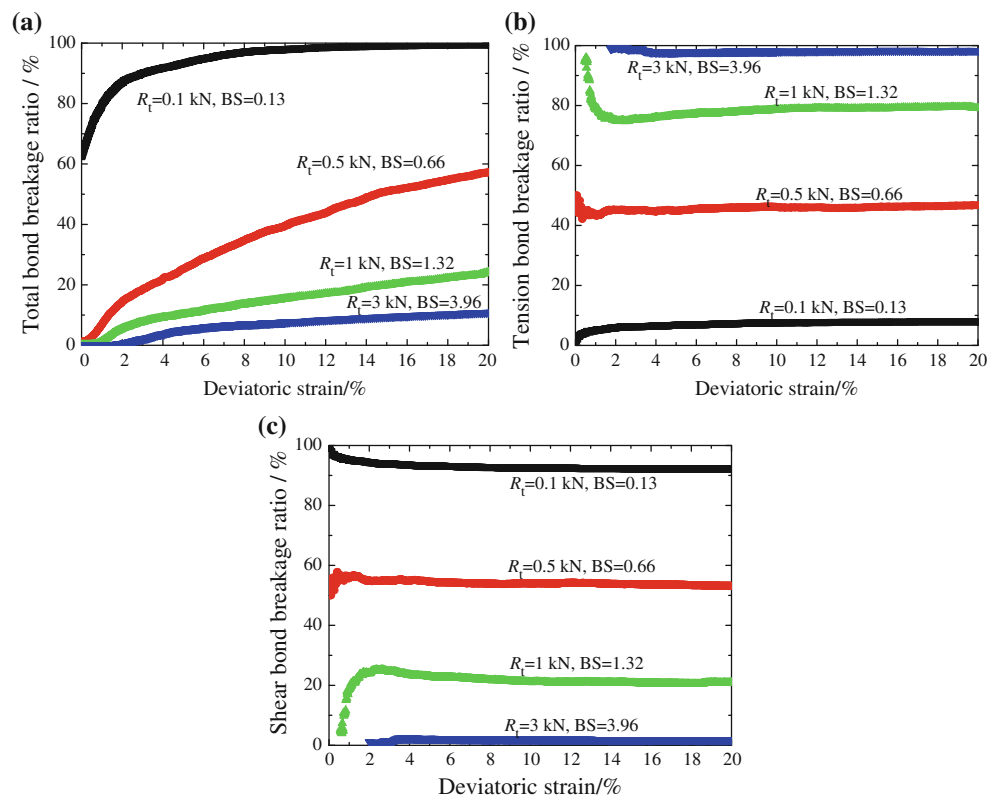 (a)
Total bond breakage ratio / %
100
80
60
40
20
0
R_t=0.1 kN, BS=0.13
R_t=0.5 kN, BS=0.66
R_t=1 kN, BS=1.32
R_t=3 kN, BS=3.96
0 2 4 6 8 10 12 14 16 18 20
Deviatoric strain/%
(b)
Tension bond breakage ratio / %
100
80
60
40
20
0
R_t=3 kN, BS=3.96
R_t=1 kN, BS=1.32
R_t=0.5 kN, BS=0.66
R_t=0.1 kN, BS=0.13
0 2 4 6 8 10 12 14 16 18 20
Deviatoric strain/%
(c)
Shear bond breakage ratio / %
100
80
60
40
20
0
R_t=0.1 kN, BS=0.13
R_t=0.5 kN, BS=0.66
R_t=1 kN, BS=1.32
R_t=3 kN, BS=3.96
0 2 4 6 8 10 12 14 16 18 20
Deviatoric strain/%